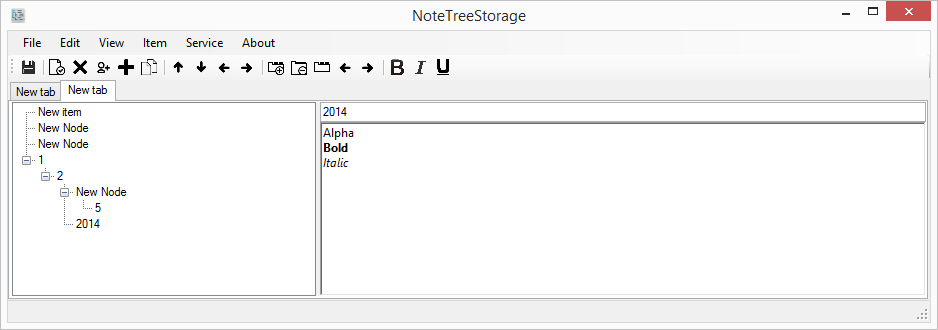 NoteTreeStorage
File Edit View Item Service About
B I U
New tab New tab
New item
New Node
New Node
1
2
New Node
5
2014
2014
Alpha
Bold
Italic